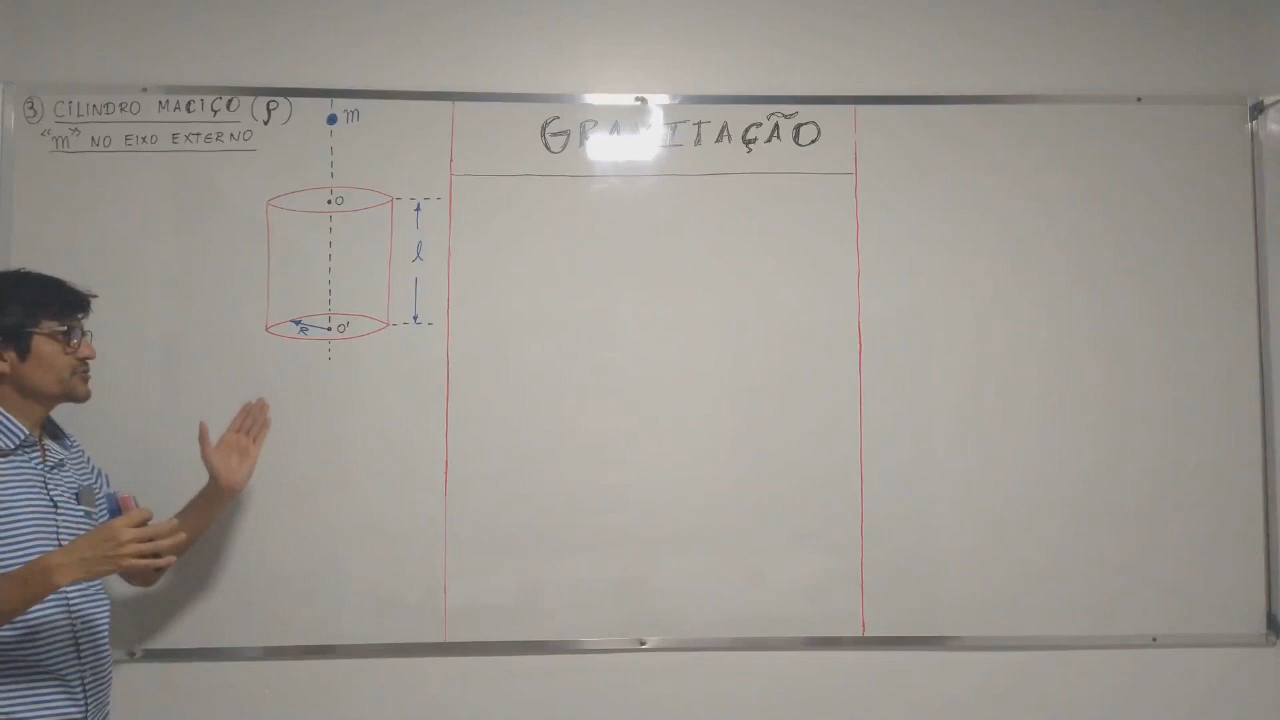 ③ CILINDRO MACIÇO (ρ)
"m" NO EIXO EXTERNO
m
GRAVITAÇÃO
O
l
R
O'